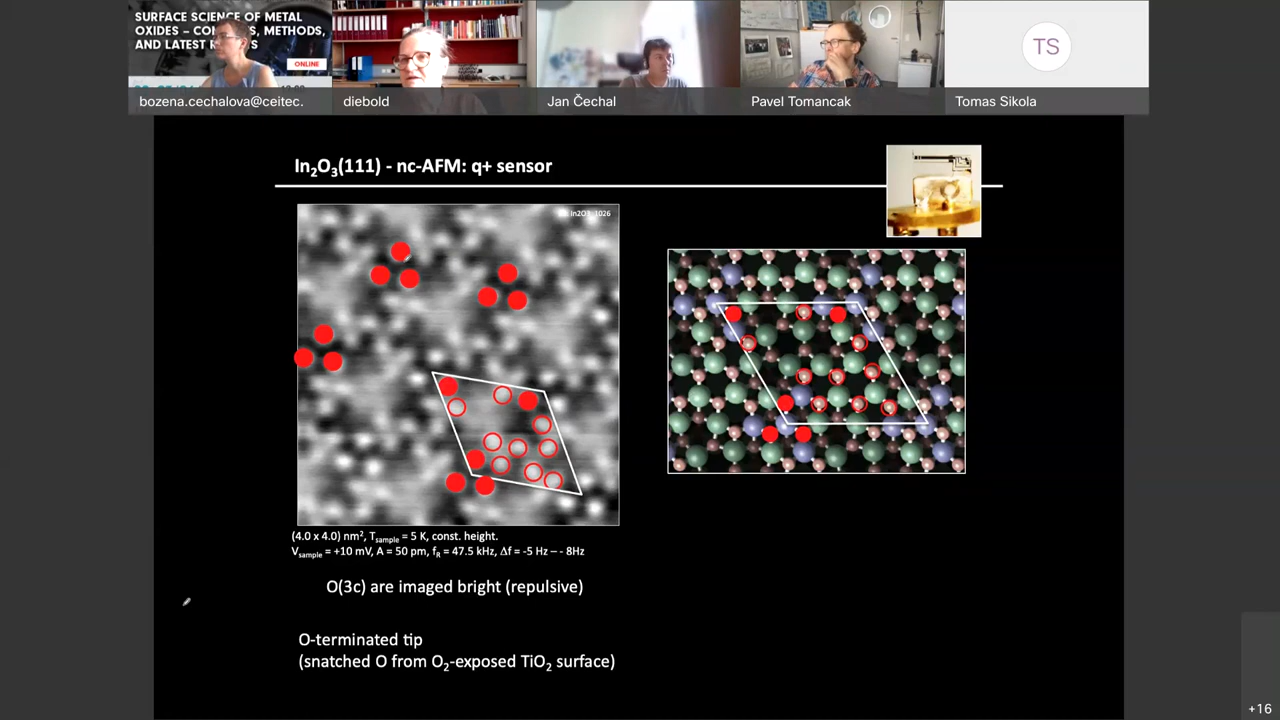 SURFACE SCIENCE OF METAL
OXIDES – METHODS,
AND LATEST
ONLINE
bozena.cechalova@ceitec.
diebold
Jan Čechal
Pavel Tomancak
TS
Tomas Sikola
In₂O₃(111) - nc-AFM: q+ sensor
(4.0 x 4.0) nm², Tsample = 5 K, const. height.
Vsample = +10 mV, A = 50 pm, fR = 47.5 kHz, Δf = -5 Hz – - 8Hz
O(3c) are imaged bright (repulsive)
O-terminated tip
(snatched O from O₂-exposed TiO₂ surface)
+16